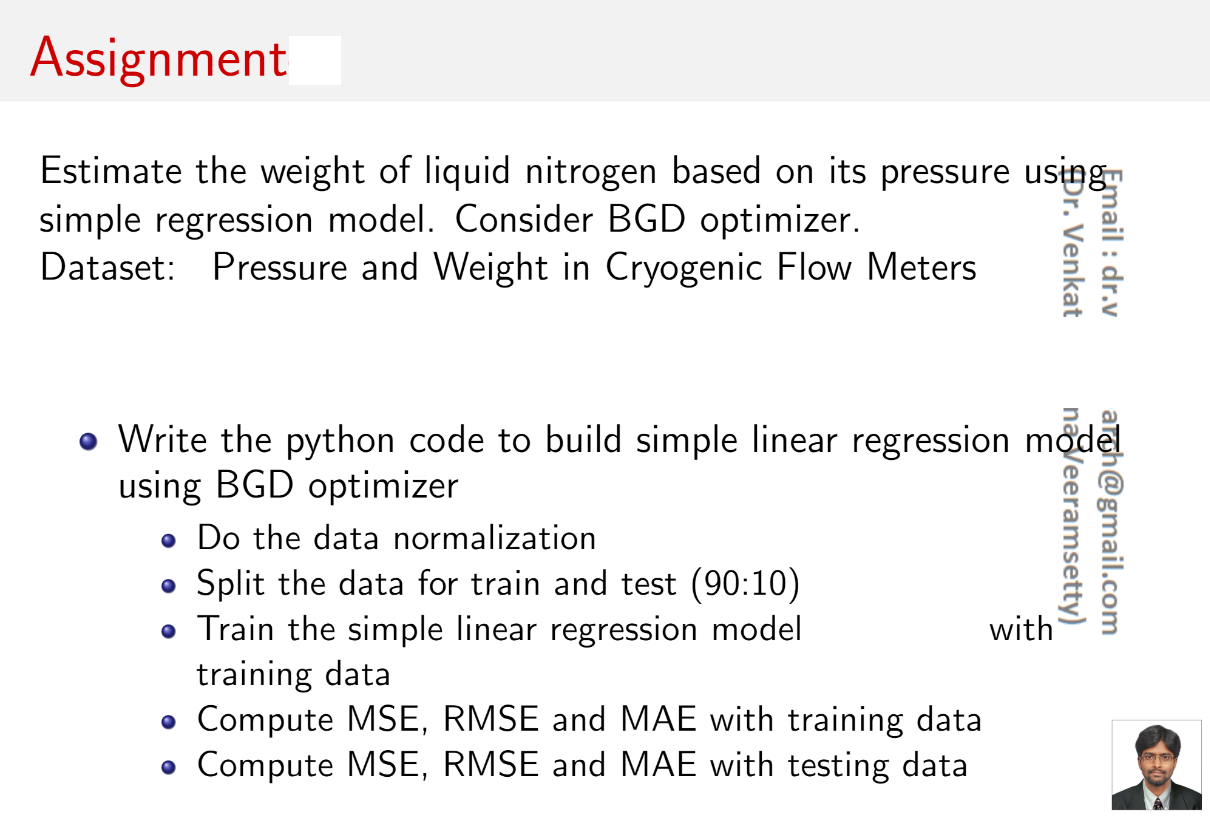 Assignment
Estimate the weight of liquid nitrogen based on its pressure using
simple regression model. Consider BGD optimizer.
Dataset: Pressure and Weight in Cryogenic Flow Meters
Write the python code to build simple linear regression model
using BGD optimizer
Do the data normalization
Split the data for train and test (90:10)
Train the simple linear regression model with
training data
Compute MSE, RMSE and MAE with training data
Compute MSE, RMSE and MAE with testing data
Email : dr.v
@gmail.com
(Dr. Venkat
na Veeramsetty)